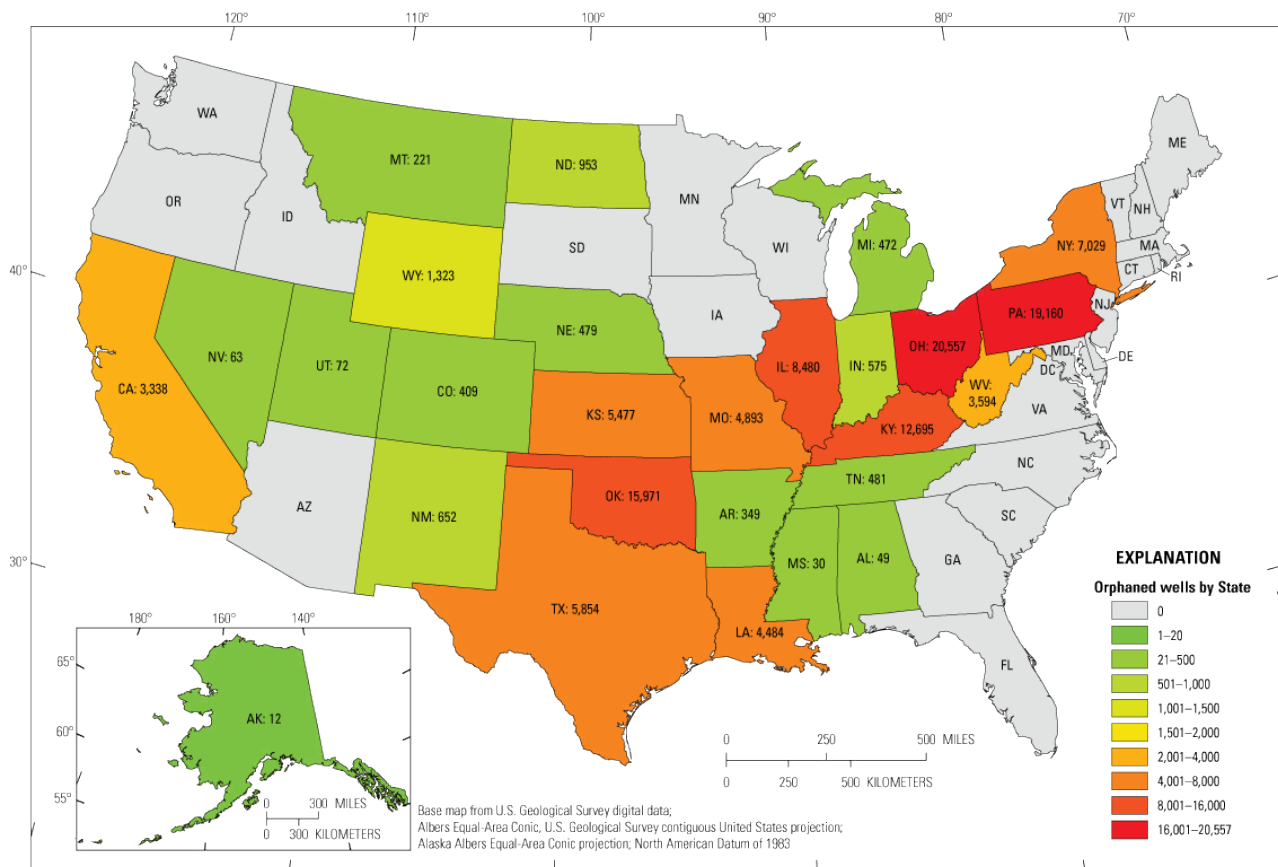 120°
110°
100°
90°
80°
70°
WA
MT: 221
ND: 953
MN
ME
OR
ID
VT
NH
SD
WI
MI: 472
NY: 7,029
MA
40°
40°
WY: 1,323
CT
RI
IA
NE: 479
PA: 19,160
NJ
NV: 63
UT: 72
OH: 20,557
MD
DE
CA: 3,338
CO: 409
IL: 8,480
IN: 575
DC
WV:
3,594
VA
KS: 5,477
MO: 4,893
KY: 12,695
NC
AZ
OK: 15,971
TN: 481
NM: 652
AR: 349
SC
30°
30°
MS: 30
AL: 49
GA
TX: 5,854
LA: 4,484
FL
EXPLANATION
Orphaned wells by State
0
1–20
21–500
501–1,000
1,001–1,500
1,501–2,000
2,001–4,000
4,001–8,000
8,001–16,000
16,001–20,557
180°
160°
140°
65°
60°
55°
AK: 12
0 300 MILES
0 300 KILOMETERS
0 250 500 MILES
0 250 500 KILOMETERS
Base map from U.S. Geological Survey digital data;
Albers Equal-Area Conic, U.S. Geological Survey contiguous United States projection;
Alaska Albers Equal-Area Conic projection; North American Datum of 1983